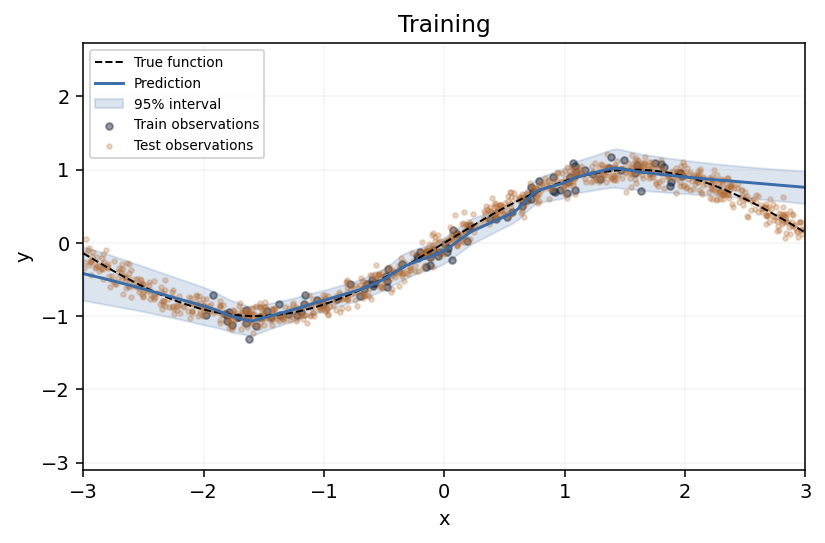 Training
True function
Prediction
95% interval
Train observations
Test observations
y
2
1
0
−1
−2
−3
−3
−2
−1
0
1
2
3
x